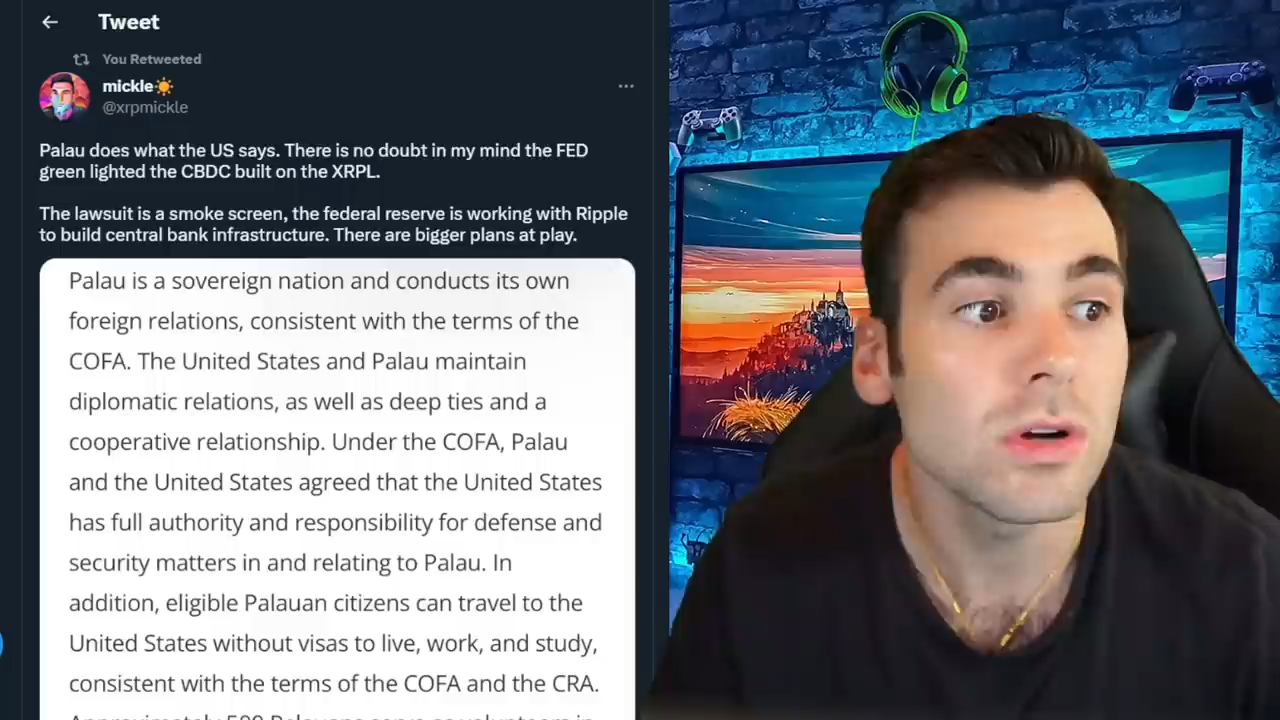 Tweet
You Retweeted
mickle
@xrpmickle
Palau does what the US says. There is no doubt in my mind the FED
green lighted the CBDC built on the XRPL.
The lawsuit is a smoke screen, the federal reserve is working with Ripple
to build central bank infrastructure. There are bigger plans at play.
Palau is a sovereign nation and conducts its own
foreign relations, consistent with the terms of the
COFA. The United States and Palau maintain
diplomatic relations, as well as deep ties and a
cooperative relationship. Under the COFA, Palau
and the United States agreed that the United States
has full authority and responsibility for defense and
security matters in and relating to Palau. In
addition, eligible Palauan citizens can travel to the
United States without visas to live, work, and study,
consistent with the terms of the COFA and the CRA.
Approximately 500 Palauans serve as volunteers in